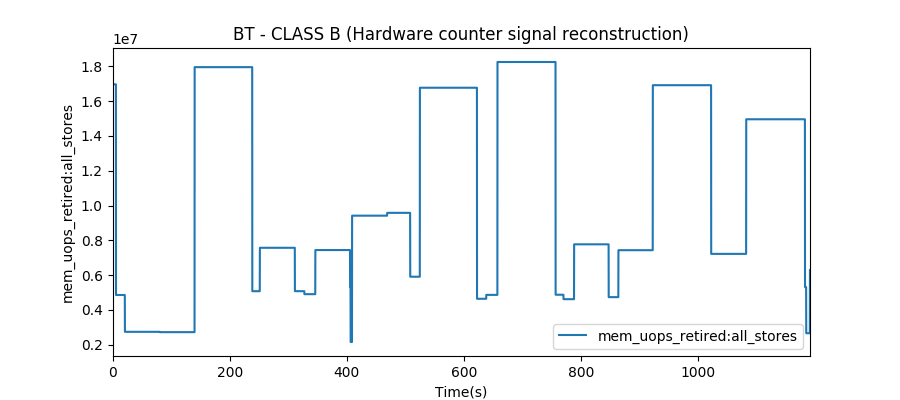 BT - CLASS B (Hardware counter signal reconstruction)
1e7
1.8
1.6
1.4
1.2
1.0
0.8
0.6
0.4
0.2
mem_uops_retired:all_stores
mem_uops_retired:all_stores
0 200 400 600 800 1000
Time(s)